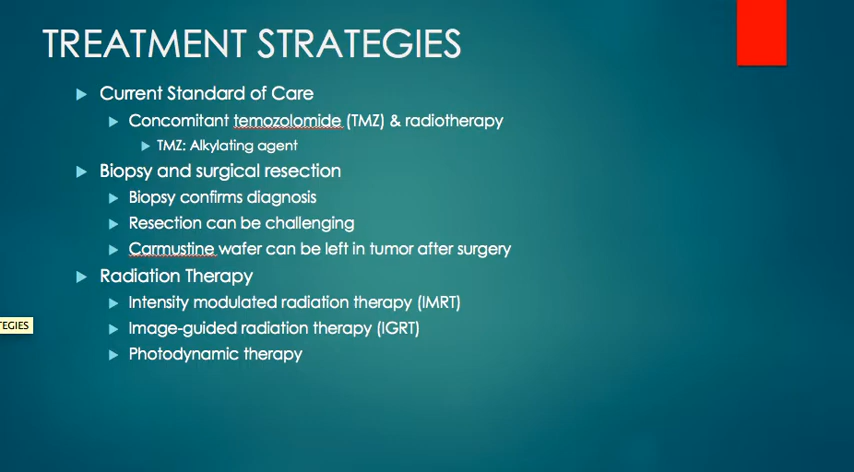 TREATMENT STRATEGIES
Current Standard of Care
Concomitant temozolomide (TMZ) & radiotherapy
TMZ: Alkylating agent
Biopsy and surgical resection
Biopsy confirms diagnosis
Resection can be challenging
Carmustine wafer can be left in tumor after surgery
Radiation Therapy
Intensity modulated radiation therapy (IMRT)
TEGIES
Image-guided radiation therapy (IGRT)
Photodynamic therapy